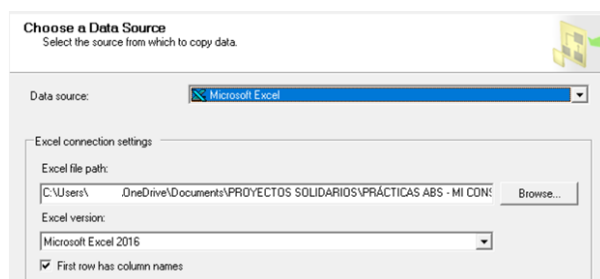 Choose a Data Source
Select the source from which to copy data.
Data source:
Microsoft Excel
Excel connection settings
Excel file path:
C:\Users\ .OneDrive\Documents\PROYECTOS SOLIDARIOS\PRÁCTICAS ABS - MI CONS
Browse...
Excel version:
Microsoft Excel 2016
First row has column names